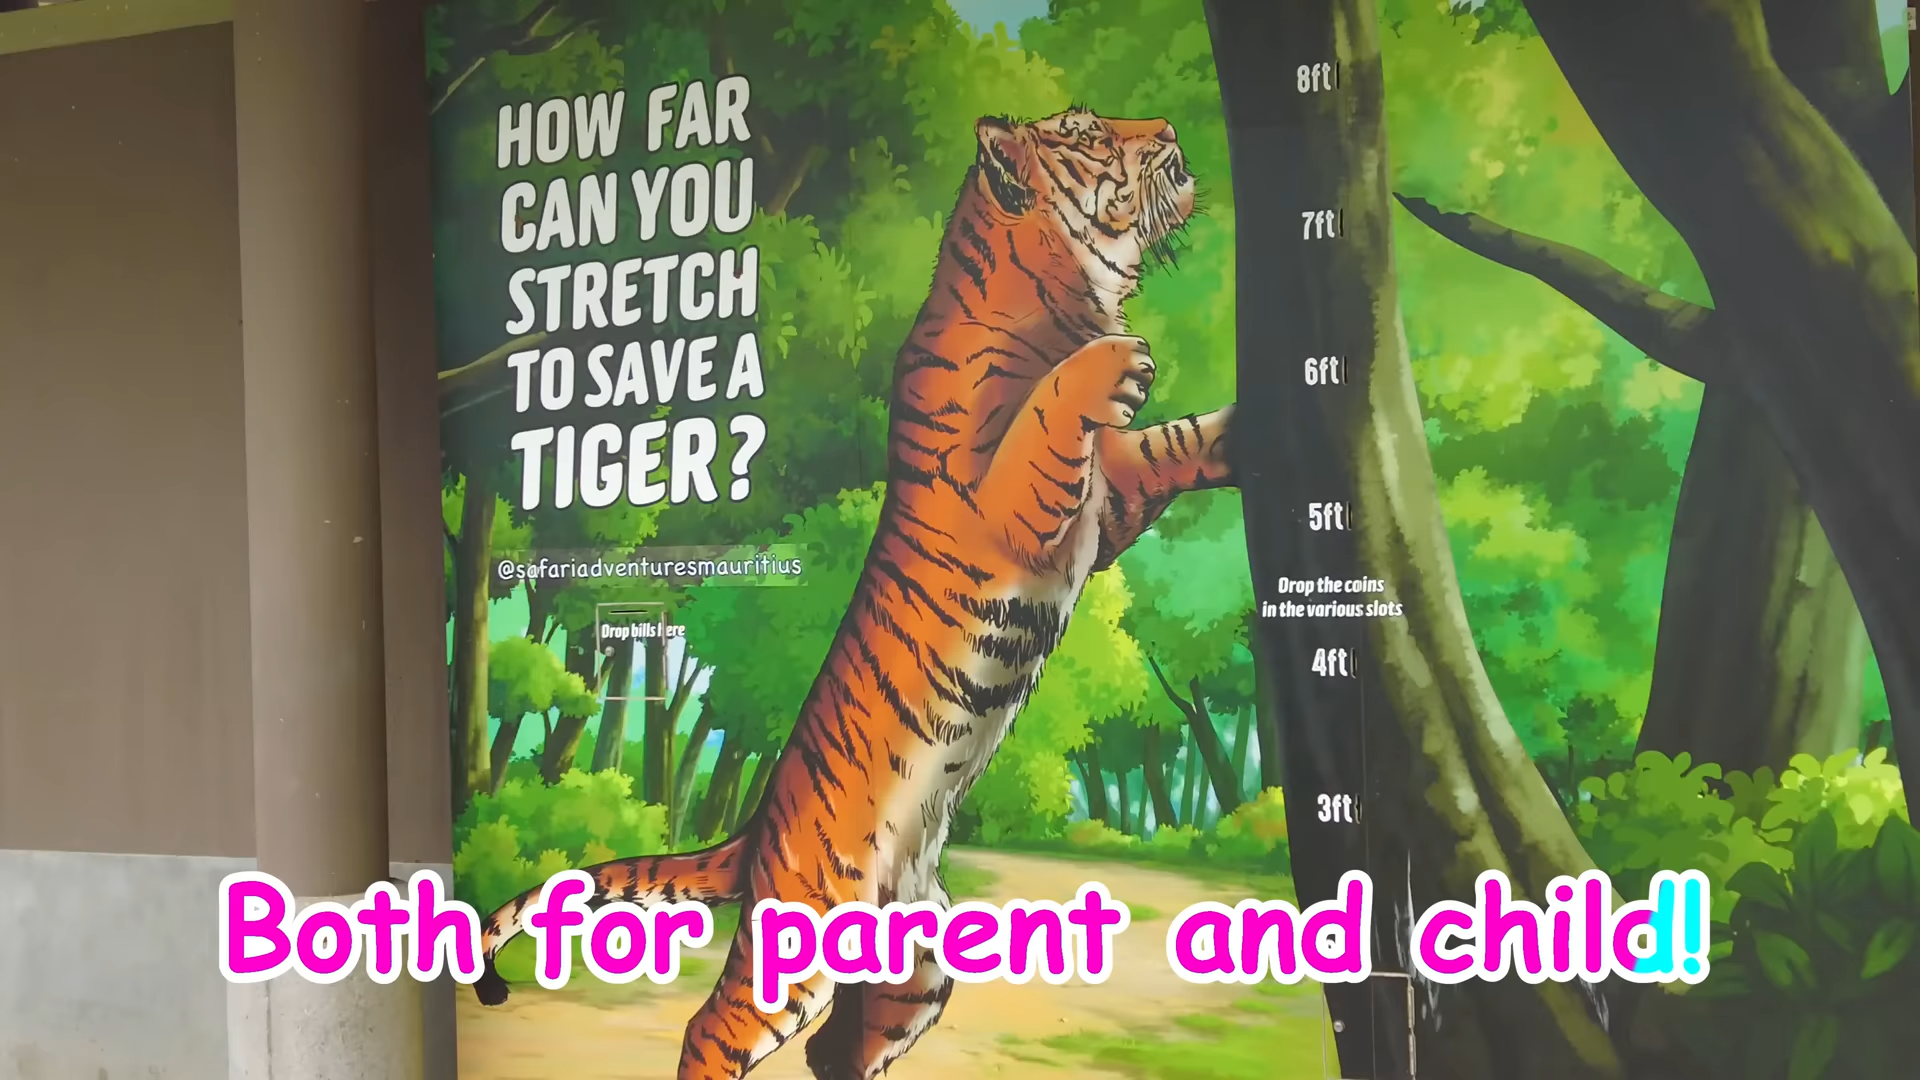 HOW FAR
CAN YOU
STRETCH
TO SAVE A
TIGER?
@safariadventuresmauritius
Drop bills here
8ft
7ft
6ft
5ft
Drop the coins
in the various slots
4ft
3ft
Both for parent and child!